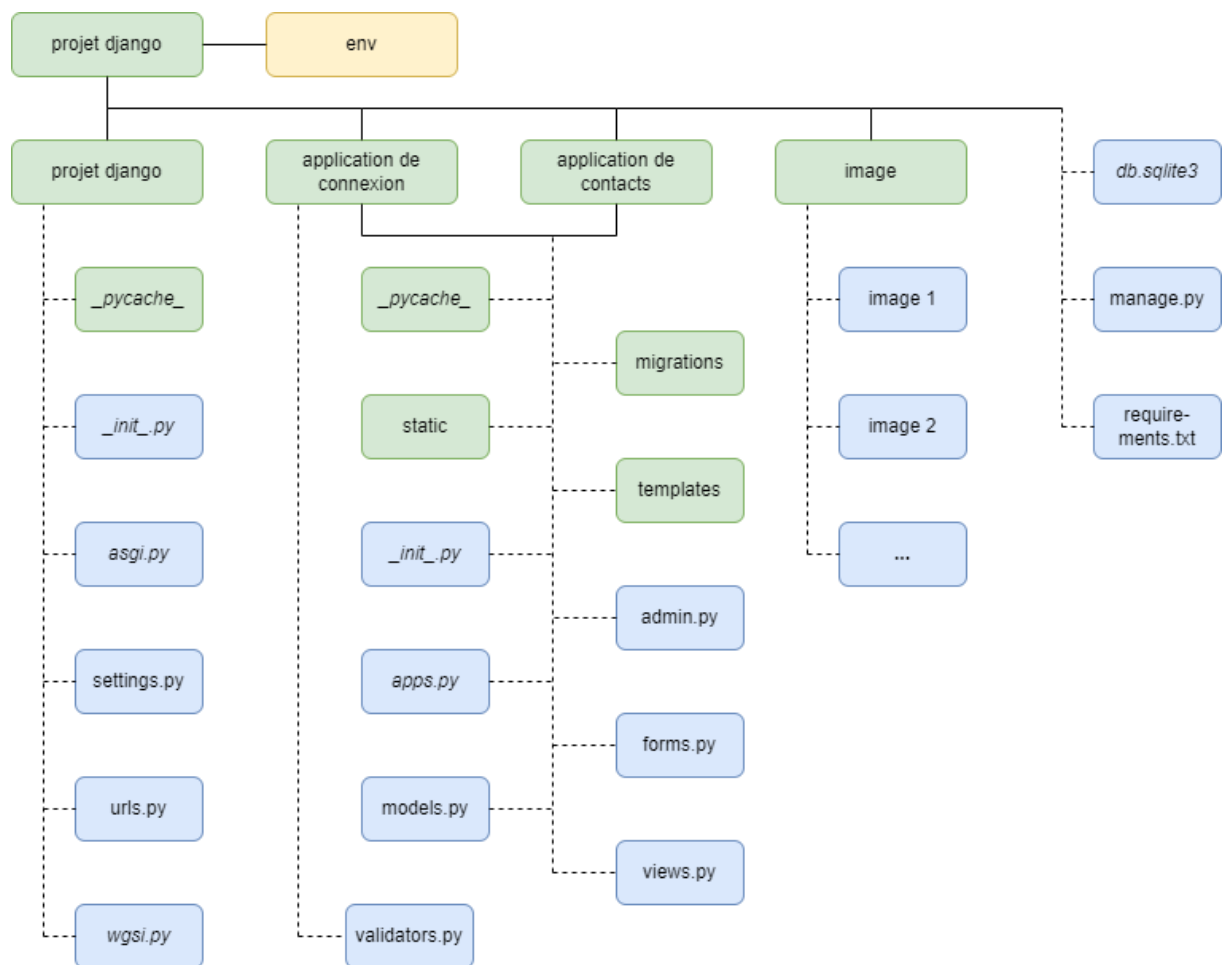 projet django
env
projet django
application de
connexion
application de
contacts
image
db.sqlite3
_pycache_
_pycache_
image 1
manage.py
migrations
_init_.py
static
image 2
require-
ments.txt
templates
asgi.py
_init_.py
...
admin.py
settings.py
apps.py
forms.py
urls.py
models.py
views.py
wgsi.py
validators.py